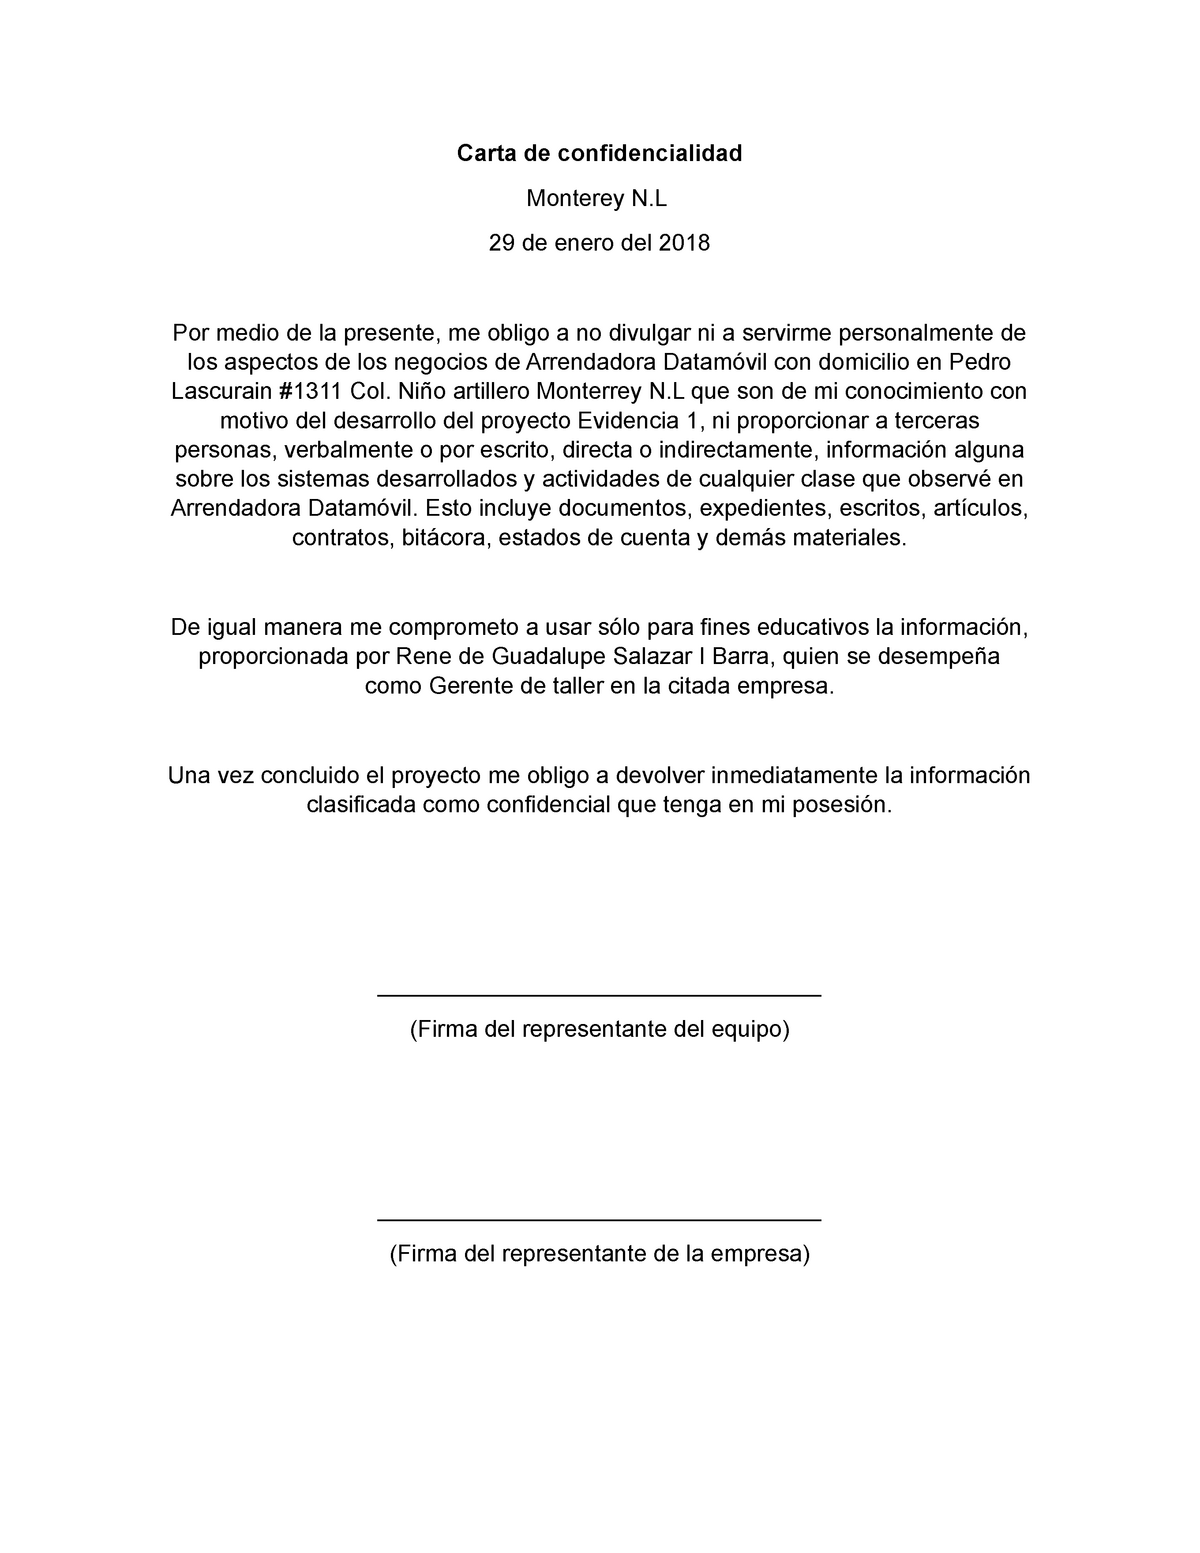 Carta de confidencialidad
Monterey N.L
29 de enero del 2018
Por medio de la presente, me obligo a no divulgar ni a servirme personalmente de
los aspectos de los negocios de Arrendadora Datamóvil con domicilio en Pedro
Lascurain #1311 Col. Niño artillero Monterrey N.L que son de mi conocimiento con
motivo del desarrollo del proyecto Evidencia 1, ni proporcionar a terceras
personas, verbalmente o por escrito, directa o indirectamente, información alguna
sobre los sistemas desarrollados y actividades de cualquier clase que observé en
Arrendadora Datamóvil. Esto incluye documentos, expedientes, escritos, artículos,
contratos, bitácora, estados de cuenta y demás materiales.
De igual manera me comprometo a usar sólo para fines educativos la información,
proporcionada por Rene de Guadalupe Salazar I Barra, quien se desempeña
como Gerente de taller en la citada empresa.
Una vez concluido el proyecto me obligo a devolver inmediatamente la información
clasificada como confidencial que tenga en mi posesión.
(Firma del representante del equipo)
(Firma del representante de la empresa)